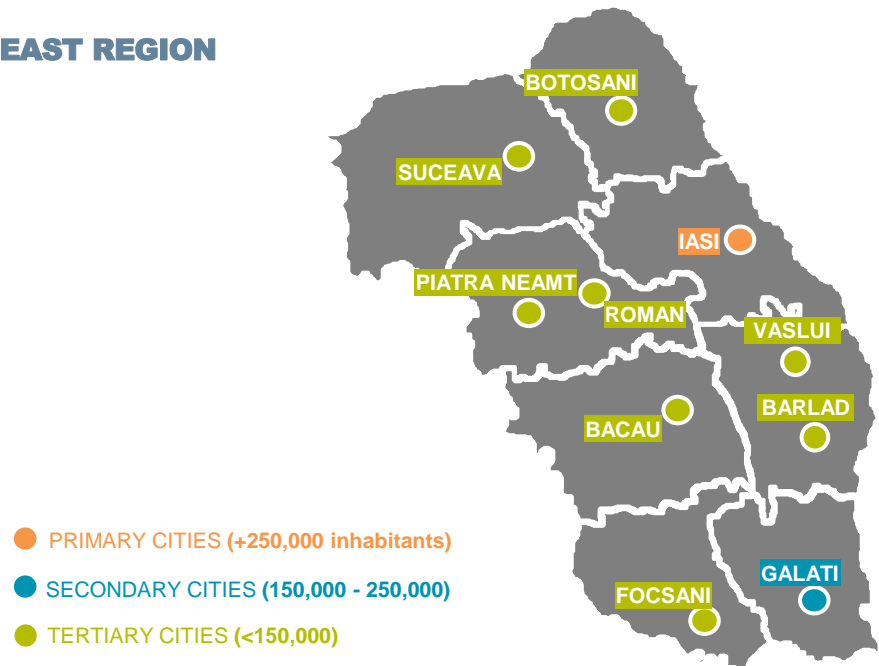 EAST REGION
BOTOSANI
SUCEAVA
IASI
PIATRA NEAMT
ROMAN
VASLUI
BARLAD
BACAU
PRIMARY CITIES (+250,000 inhabitants)
SECONDARY CITIES (150,000 - 250,000)
TERTIARY CITIES (<150,000)
GALATI
FOCSANI